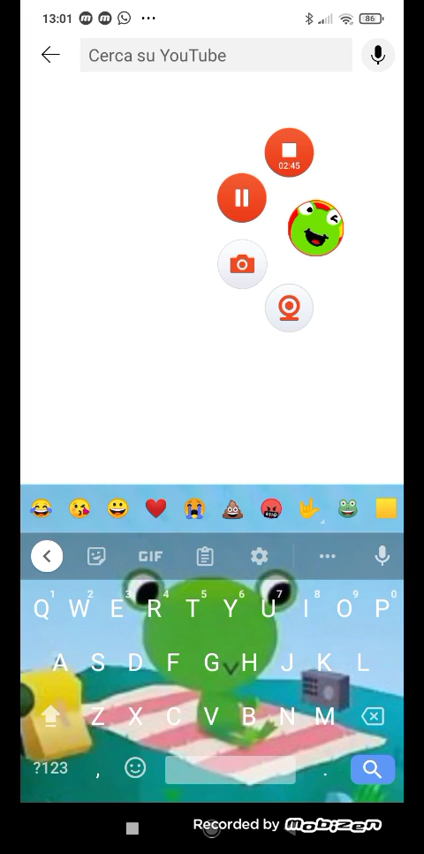 13:01
86
Cerca su YouTube
02:45
GIF
1 2 3 4 5 6 7 8 9 0
Q W E R T Y U I O P
A S D F G H J K L
Z X C V B N M
?123 , .
Recorded by mobizen